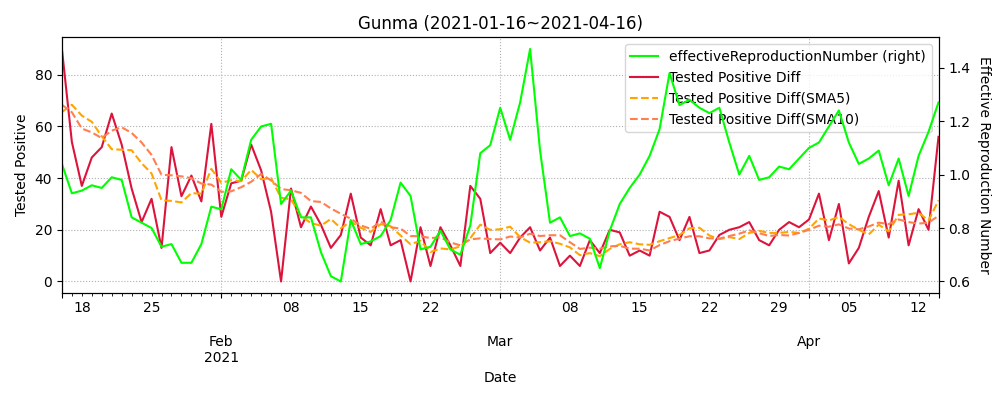 Gunma (2021-01-16~2021-04-16)
effectiveReproductionNumber (right)
Tested Positive Diff
Tested Positive Diff(SMA5)
Tested Positive Diff(SMA10)
Tested Positive
80
60
40
20
0
Effective Reproduction Number
1.4
1.2
1.0
0.8
0.6
18 25 08 15 22 08 15 22 29 05 12
Feb Mar Apr
2021
Date